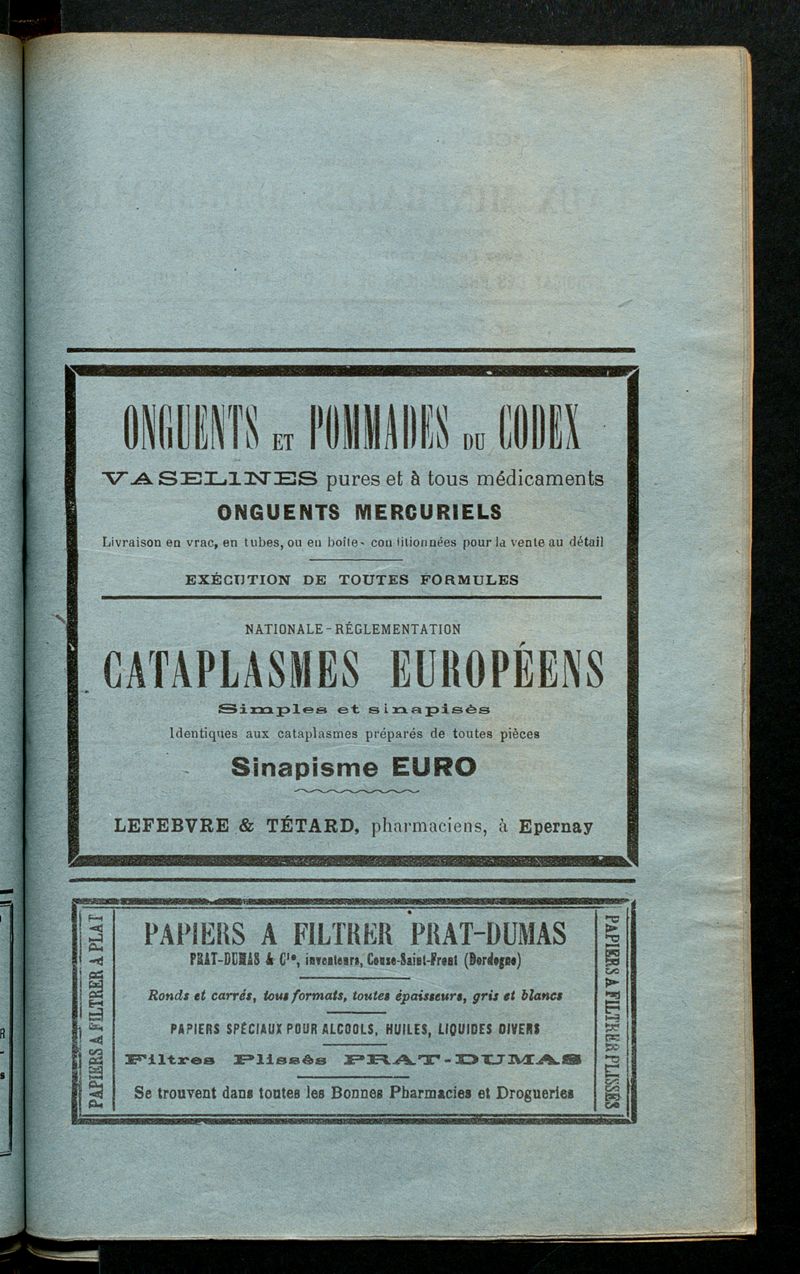 ONGUENTS ET POMMADES DU CODEX
VASELINES pures et à tous médicaments
ONGUENTS MERCURIELS
Livraison en vrac, en tubes, ou en boîte- con litionnées pour la vente au détail
EXÉCUTION DE TOUTES FORMULES
NATIONALE-RÉGLEMENTATION
CATAPLASMES EUROPÉENS
Simples et sinapisés
Identiques aux cataplasmes préparés de toutes pièces
Sinapisme EURO
LEFEBVRE & TÉTARD, pharmaciens, à Epernay
PAPIERS A FILTRER A PLAT
PAPIERS A FILTRER PRAT-DUMAS
PRAT-DUMAS & Cie, inventeurs, Couze-Saint-Front (Dordogne)
Ronds et carrés, tous formats, toutes épaisseurs, gris et blancs
PAPIERS SPÉCIAUX POUR ALCOOLS, HUILES, LIQUIDES DIVERS
Filtres Plissés PRAT-DUMAS
Se trouvent dans toutes les Bonnes Pharmacies et Drogueries
PAPIERS A FILTRER PLISSÉS